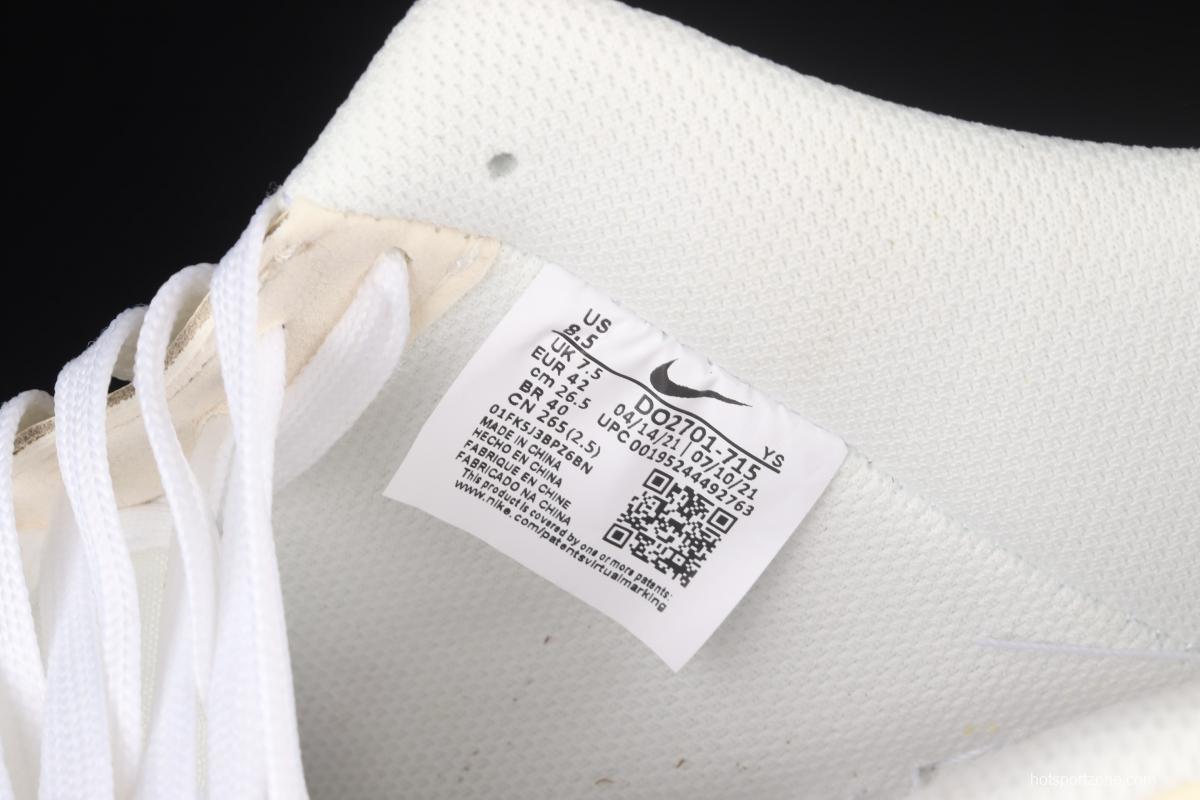 US
8.5
UK 7.5
EUR 42
cm 26.5
BR 40
CN 265(2.5)
01FK5J3BPZ6BN
MADE IN CHINA
HECHO EN CHINA
FABRIQUE EN CHINE
FABRICADO NA CHINA
This product is covered by one or more patents:
www.nike.com/patentsvirtualmarking
DO2701-715 YS
04/14/21 | 07/10/21
UPC 00195244492763
hotsportzone.com